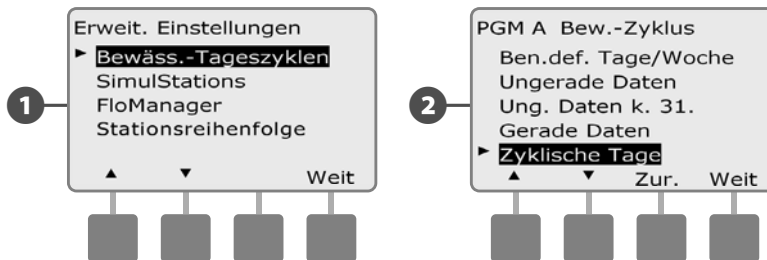 1
Erweit. Einstellungen
► Bewäss.-Tageszyklen
SimulStations
FloManager
Stationsreihenfolge
▲ ▼ Weit
2
PGM A Bew.-Zyklus
Ben.def. Tage/Woche
Ungerade Daten
Ung. Daten k. 31.
Gerade Daten
► Zyklische Tage
▲ ▼ Zur. Weit